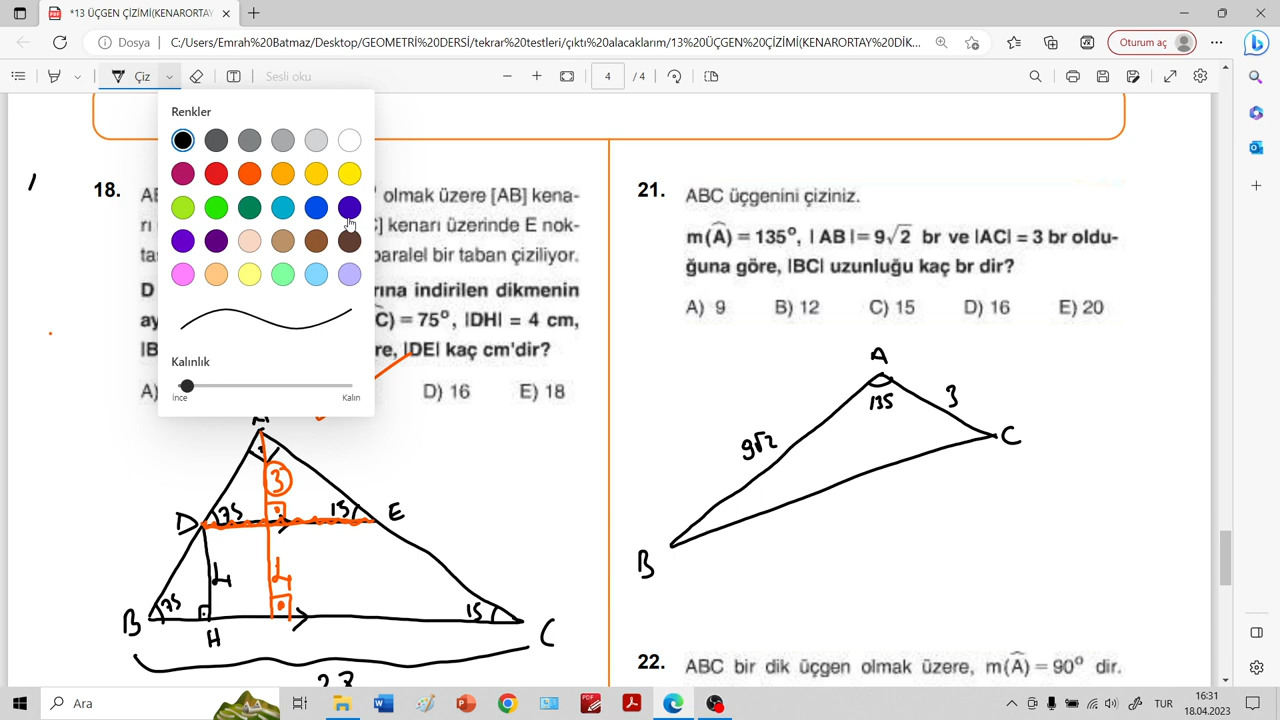 *13 ÜÇGEN ÇİZİMİ(KENARORTAY
Dosya
C:/Users/Emrah%20Batmaz/Desktop/GEOMETRİ%20DERSİ/tekrar%20testleri/çıktı%20alacaklarım/13%20ÜÇGEN%20ÇİZİMİ(KENARORTAY%20DİK...
Oturum aç
Çiz
Sesli oku
4 / 4
Renkler
Kalınlık
İnce
Kalın
18.
olmak üzere [AB] kena-
rı
kenarı üzerinde E nok-
paralel bir taban çiziliyor.
D
indirilen dikmenin
= 75°, |DH| = 4 cm,
|DE| kaç cm'dir?
A)
D) 16
E) 18
3
D
75
15
E
4
4
B
75
H
15
C
21.
ABC üçgenini çiziniz.
m(A) = 135°, | AB |= 9√2 br ve |AC| = 3 br oldu-
ğuna göre, |BC| uzunluğu kaç br dir?
A) 9
B) 12
C) 15
D) 16
E) 20
A
135
3
9√2
C
B
22.
ABC bir dik üçgen olmak üzere, m(A) = 90° dir.
Ara
TUR
16:31
18.04.2023